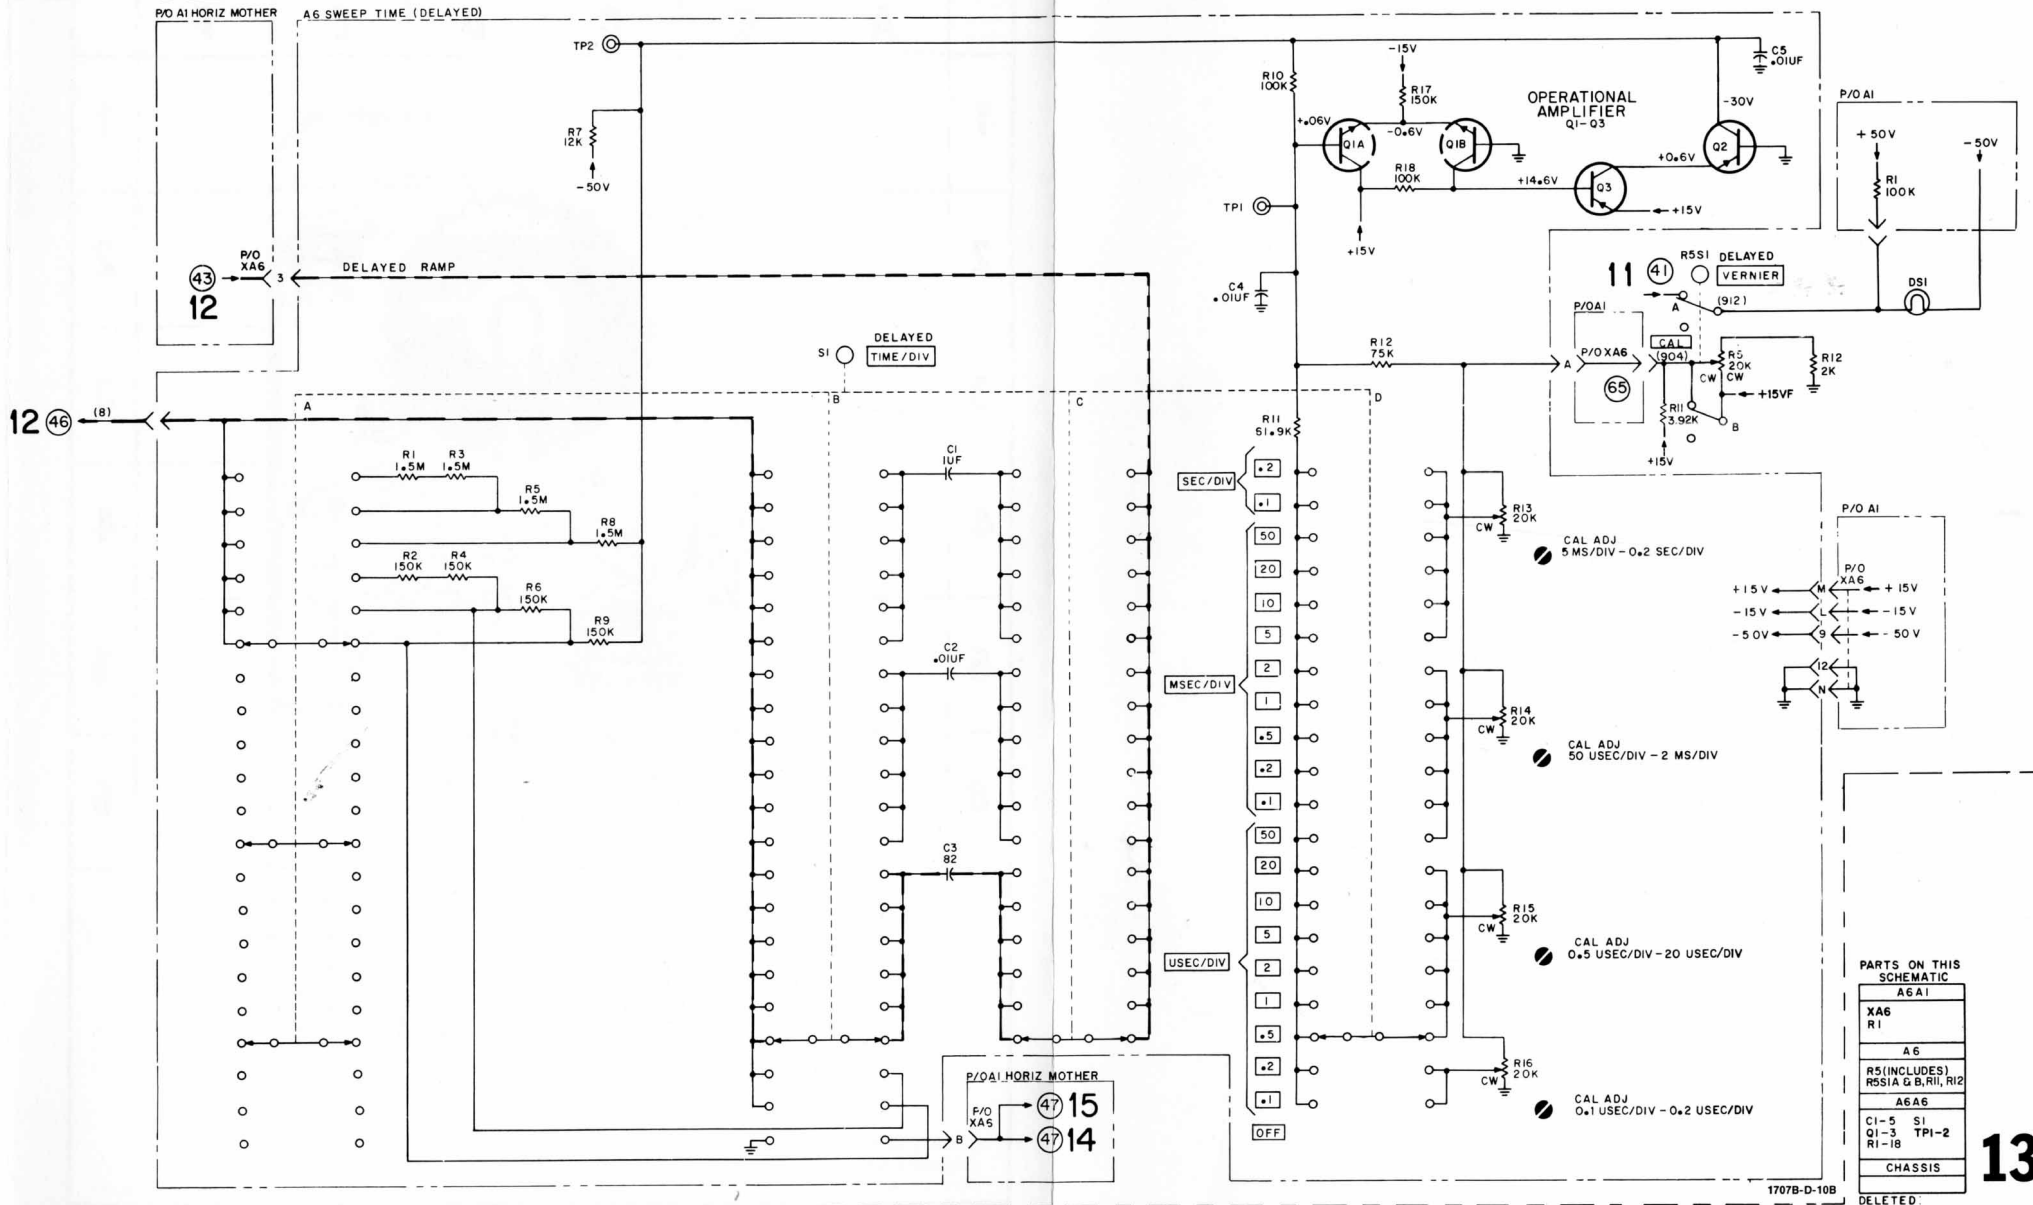 P/O A1 HORIZ MOTHER
A6 SWEEP TIME (DELAYED)
TP2
R7
12K
-50V
R10
100K
-15V
R17
150K
+.06V
-0.6V
Q1A
Q1B
R18
100K
+14.6V
+15V
TP1
OPERATIONAL
AMPLIFIER
Q1-Q3
C5
.01UF
-30V
Q2
+0.6V
Q3
+15V
P/O A1
+50V
-50V
R1
100K
P/O
XA6
43
3
12
DELAYED RAMP
C4
.01UF
11
41
R5S1
DELAYED
VERNIER
A
(912)
DS1
P/OA1
S1
DELAYED
TIME/DIV
R12
75K
A
P/O XA6
65
CAL
(904)
CW
R5
20K
CW
R12
2K
+15VF
R11
3.92K
B
+15V
12
46
(8)
A
B
C
D
R11
61.9K
R1
1.5M
R3
1.5M
R5
1.5M
R8
1.5M
R2
150K
R4
150K
R6
150K
R9
150K
C1
1UF
C2
.01UF
C3
82
SEC/DIV
.2
.1
MSEC/DIV
50
20
10
5
2
1
.5
.2
.1
USEC/DIV
50
20
10
5
2
1
.5
.2
.1
OFF
R13
20K
CW
CAL ADJ
5 MS/DIV - 0.2 SEC/DIV
R14
20K
CW
CAL ADJ
50 USEC/DIV - 2 MS/DIV
R15
20K
CW
CAL ADJ
0.5 USEC/DIV - 20 USEC/DIV
R16
20K
CW
CAL ADJ
0.1 USEC/DIV - 0.2 USEC/DIV
P/O A1
P/O
XA6
+15V M +15V
-15V L -15V
-50V 9 -50V
12
N
P/OA1 HORIZ MOTHER
P/O
XA6
B
47 15
47 14
PARTS ON THIS
SCHEMATIC
A6A1
XA6
R1
A6
R5(INCLUDES)
R5S1A & B,R11, R12
A6A6
C1-5 S1
Q1-3 TP1-2
R1-18
CHASSIS
DELETED:
1707B-D-10B
13